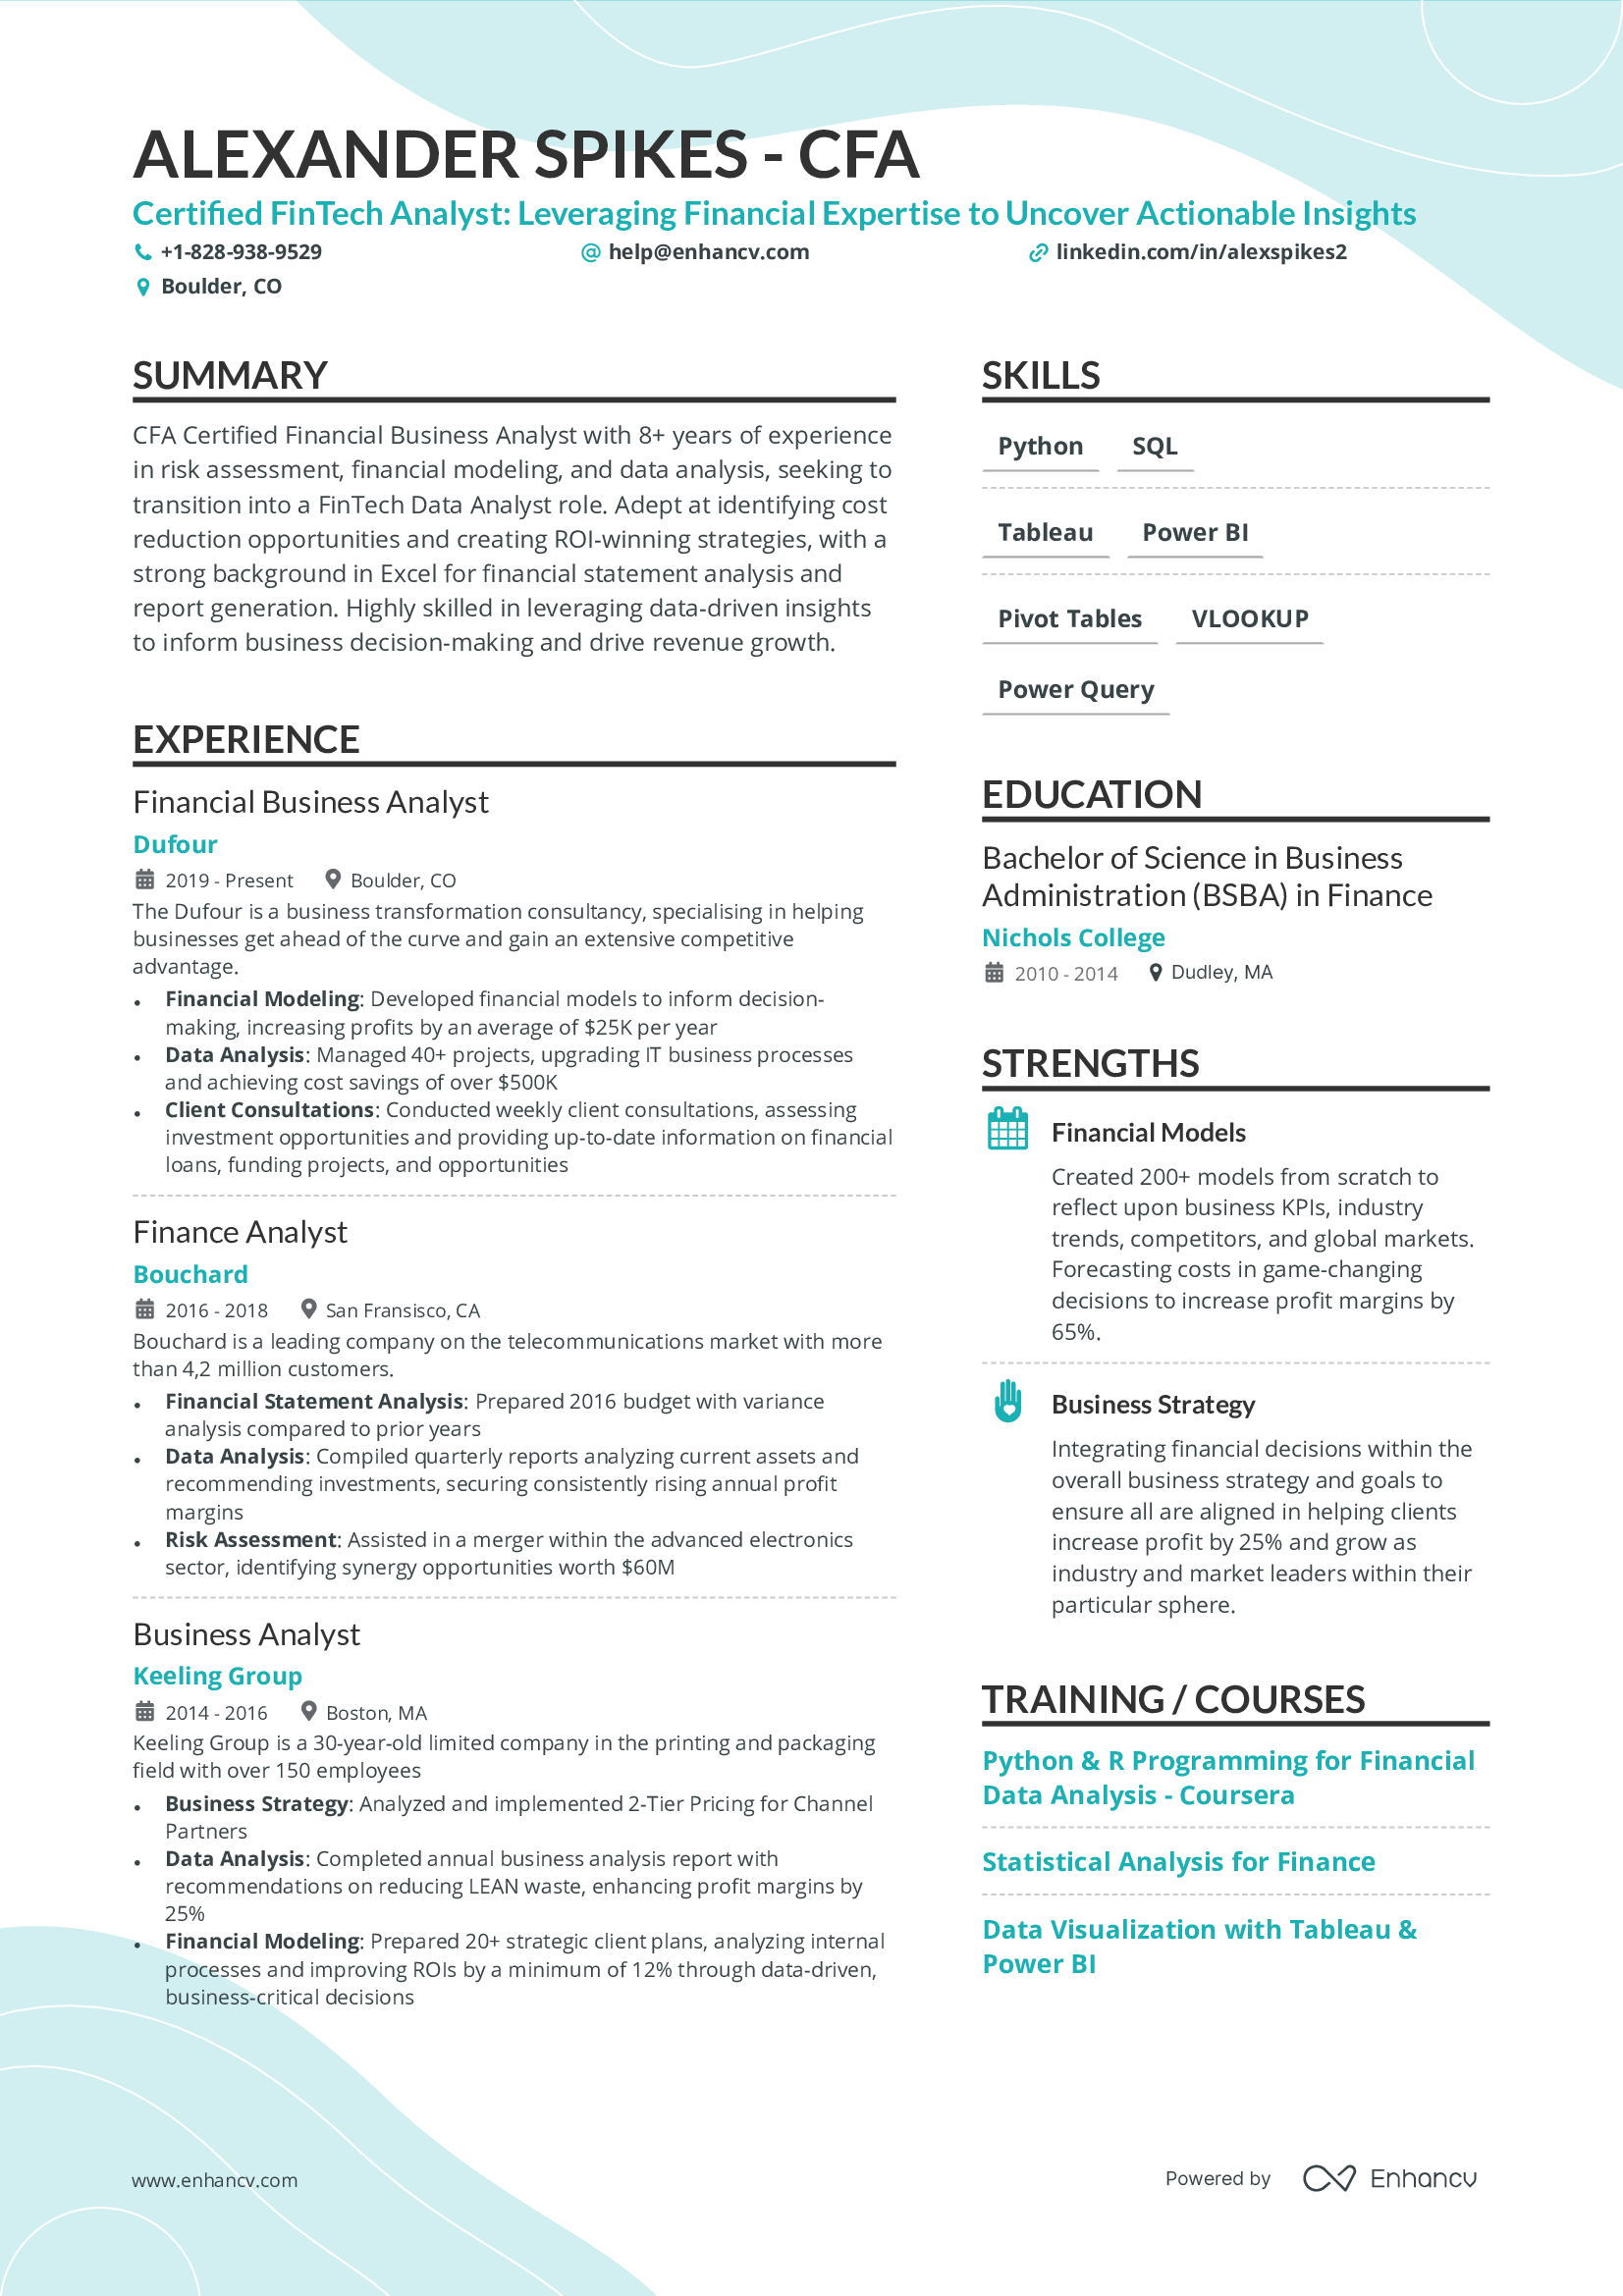 ALEXANDER SPIKES - CFA
Certified FinTech Analyst: Leveraging Financial Expertise to Uncover Actionable Insights
+1-828-938-9529
help@enhancv.com
linkedin.com/in/alexspikes2
Boulder, CO
SUMMARY
CFA Certified Financial Business Analyst with 8+ years of experience
in risk assessment, financial modeling, and data analysis, seeking to
transition into a FinTech Data Analyst role. Adept at identifying cost
reduction opportunities and creating ROI-winning strategies, with a
strong background in Excel for financial statement analysis and
report generation. Highly skilled in leveraging data-driven insights
to inform business decision-making and drive revenue growth.
EXPERIENCE
Financial Business Analyst
Dufour
2019 - Present Boulder, CO
The Dufour is a business transformation consultancy, specialising in helping
businesses get ahead of the curve and gain an extensive competitive
advantage.
• Financial Modeling: Developed financial models to inform decision-
making, increasing profits by an average of $25K per year
• Data Analysis: Managed 40+ projects, upgrading IT business processes
and achieving cost savings of over $500K
• Client Consultations: Conducted weekly client consultations, assessing
investment opportunities and providing up-to-date information on financial
loans, funding projects, and opportunities
Finance Analyst
Bouchard
2016 - 2018 San Fransisco, CA
Bouchard is a leading company on the telecommunications market with more
than 4,2 million customers.
• Financial Statement Analysis: Prepared 2016 budget with variance
analysis compared to prior years
• Data Analysis: Compiled quarterly reports analyzing current assets and
recommending investments, securing consistently rising annual profit
margins
• Risk Assessment: Assisted in a merger within the advanced electronics
sector, identifying synergy opportunities worth $60M
Business Analyst
Keeling Group
2014 - 2016 Boston, MA
Keeling Group is a 30-year-old limited company in the printing and packaging
field with over 150 employees
• Business Strategy: Analyzed and implemented 2-Tier Pricing for Channel
Partners
• Data Analysis: Completed annual business analysis report with
recommendations on reducing LEAN waste, enhancing profit margins by
25%
• Financial Modeling: Prepared 20+ strategic client plans, analyzing internal
processes and improving ROIs by a minimum of 12% through data-driven,
business-critical decisions
SKILLS
Python SQL
Tableau Power BI
Pivot Tables VLOOKUP
Power Query
EDUCATION
Bachelor of Science in Business
Administration (BSBA) in Finance
Nichols College
2010 - 2014 Dudley, MA
STRENGTHS
Financial Models
Created 200+ models from scratch to
reflect upon business KPIs, industry
trends, competitors, and global markets.
Forecasting costs in game-changing
decisions to increase profit margins by
65%.
Business Strategy
Integrating financial decisions within the
overall business strategy and goals to
ensure all are aligned in helping clients
increase profit by 25% and grow as
industry and market leaders within their
particular sphere.
TRAINING / COURSES
Python & R Programming for Financial
Data Analysis - Coursera
Statistical Analysis for Finance
Data Visualization with Tableau &
Power BI
www.enhancv.com
Powered by Enhancv